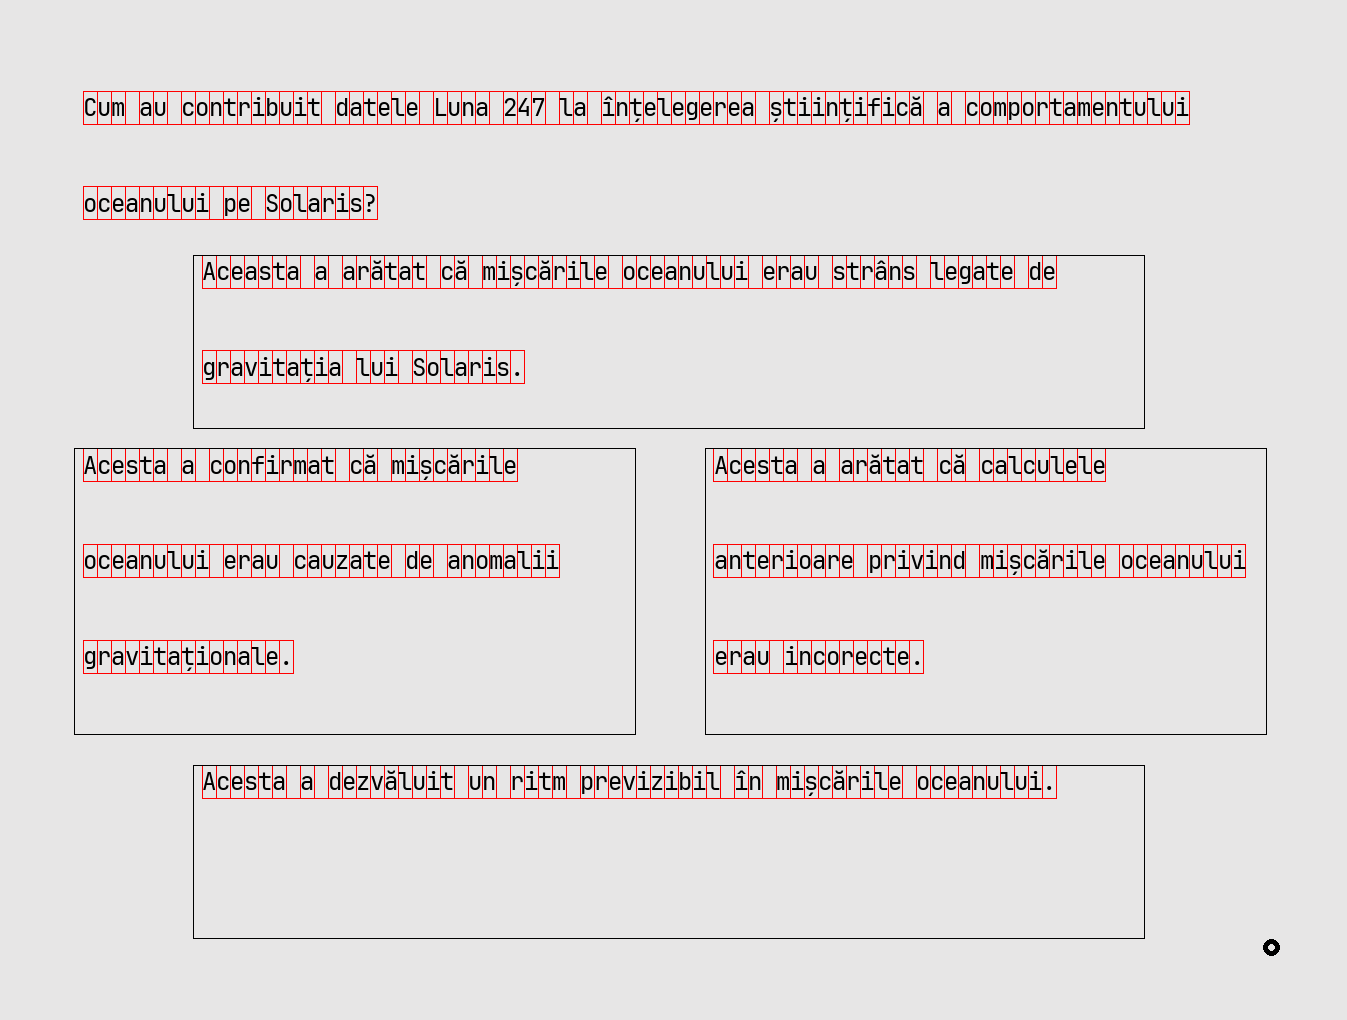 Cum au contribuit datele Luna 247 la înțelegerea științifică a comportamentului
oceanului pe Solaris?
Aceasta a arătat că mișcările oceanului erau strâns legate de
gravitația lui Solaris.
Acesta a confirmat că mișcările
oceanului erau cauzate de anomalii
gravitaționale.
Acesta a arătat că calculele
anterioare privind mișcările oceanului
erau incorecte.
Acesta a dezvăluit un ritm previzibil în mișcările oceanului.